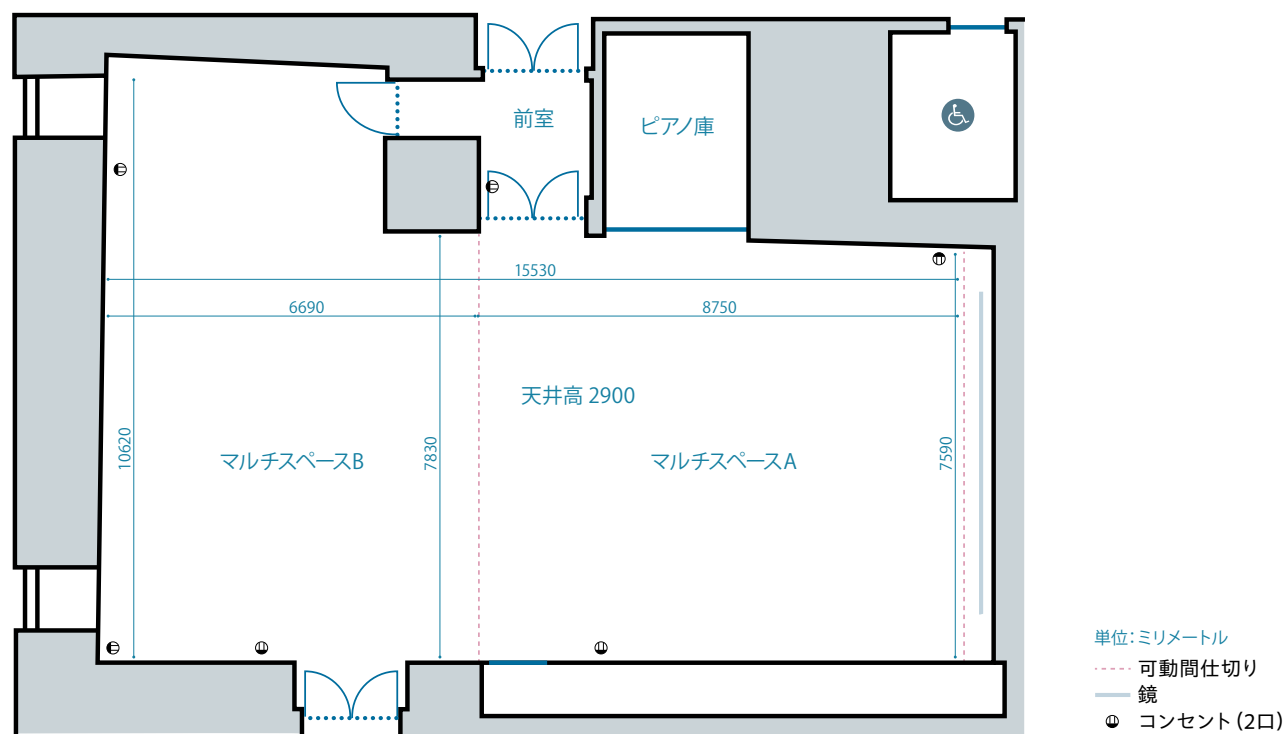 前室
ピアノ庫
15530
6690
8750
天井高 2900
10620
マルチスペースB
7830
マルチスペースA
7590
単位:ミリメートル
可動間仕切り
鏡
コンセント(2口)